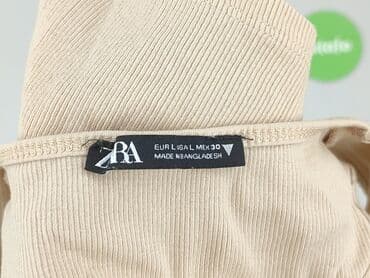 ZARA
EUR L USA L MEX 30
MADE IN BANGLADESH